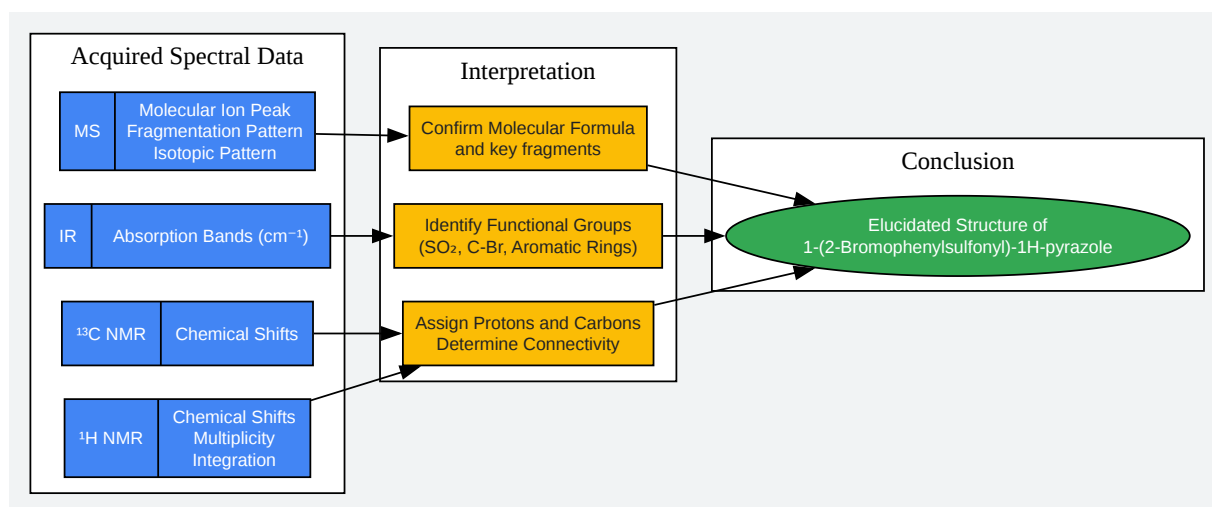 Acquired Spectral Data
MS
Molecular Ion Peak
Fragmentation Pattern
Isotopic Pattern
IR
Absorption Bands (cm⁻¹)
¹³C NMR
Chemical Shifts
¹H NMR
Chemical Shifts
Multiplicity
Integration
Interpretation
Confirm Molecular Formula
and key fragments
Identify Functional Groups
(SO₂, C-Br, Aromatic Rings)
Assign Protons and Carbons
Determine Connectivity
Conclusion
Elucidated Structure of
1-(2-Bromophenylsulfonyl)-1H-pyrazole